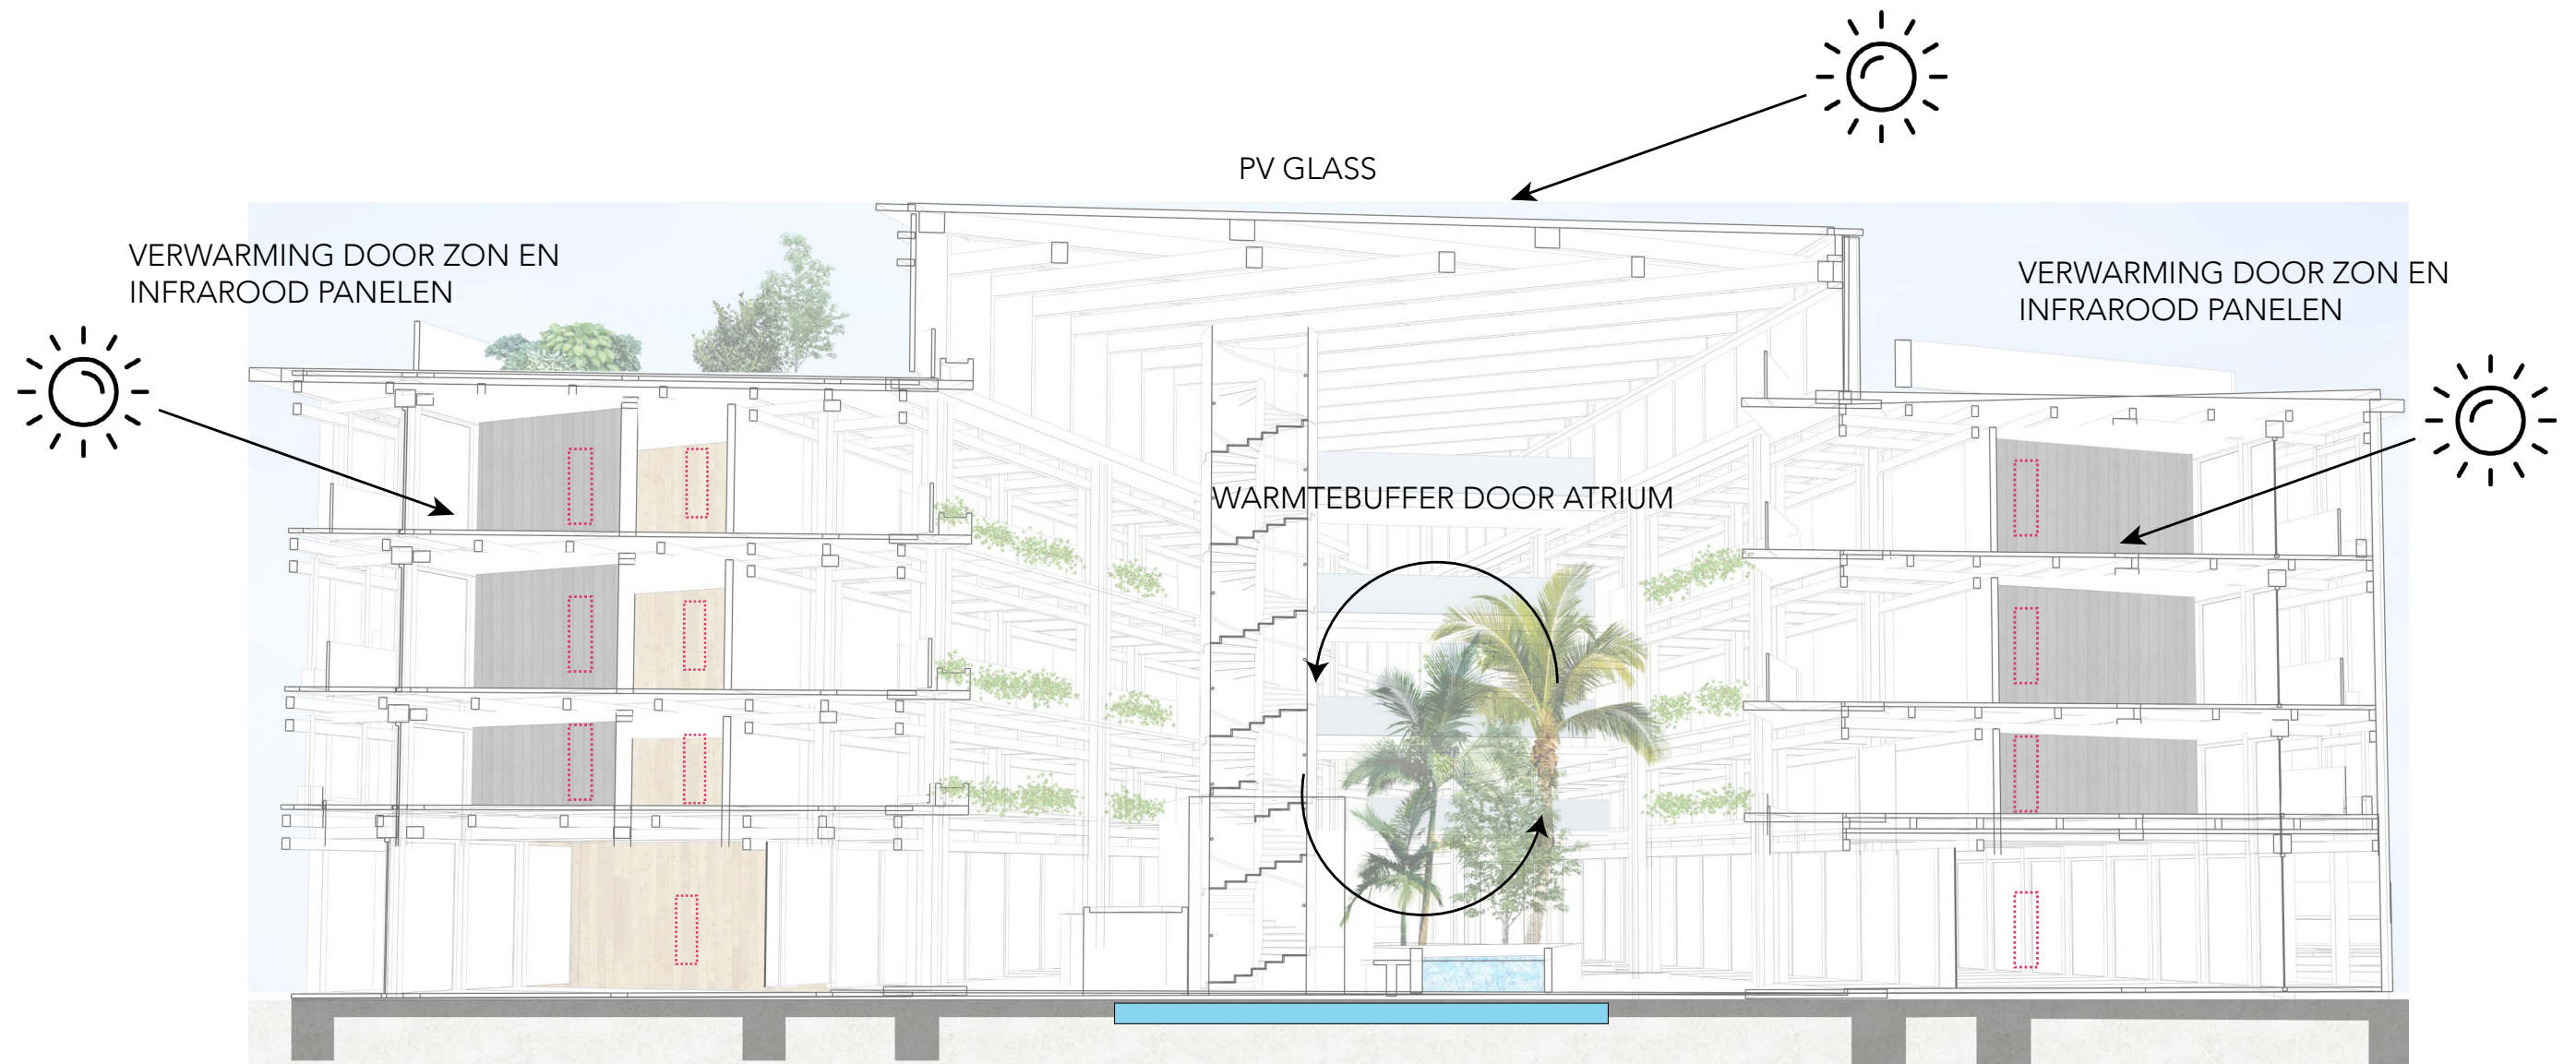 PV GLASS
VERWARMING DOOR ZON EN
INFRAROOD PANELEN
VERWARMING DOOR ZON EN
INFRAROOD PANELEN
WARMTEBUFFER DOOR ATRIUM